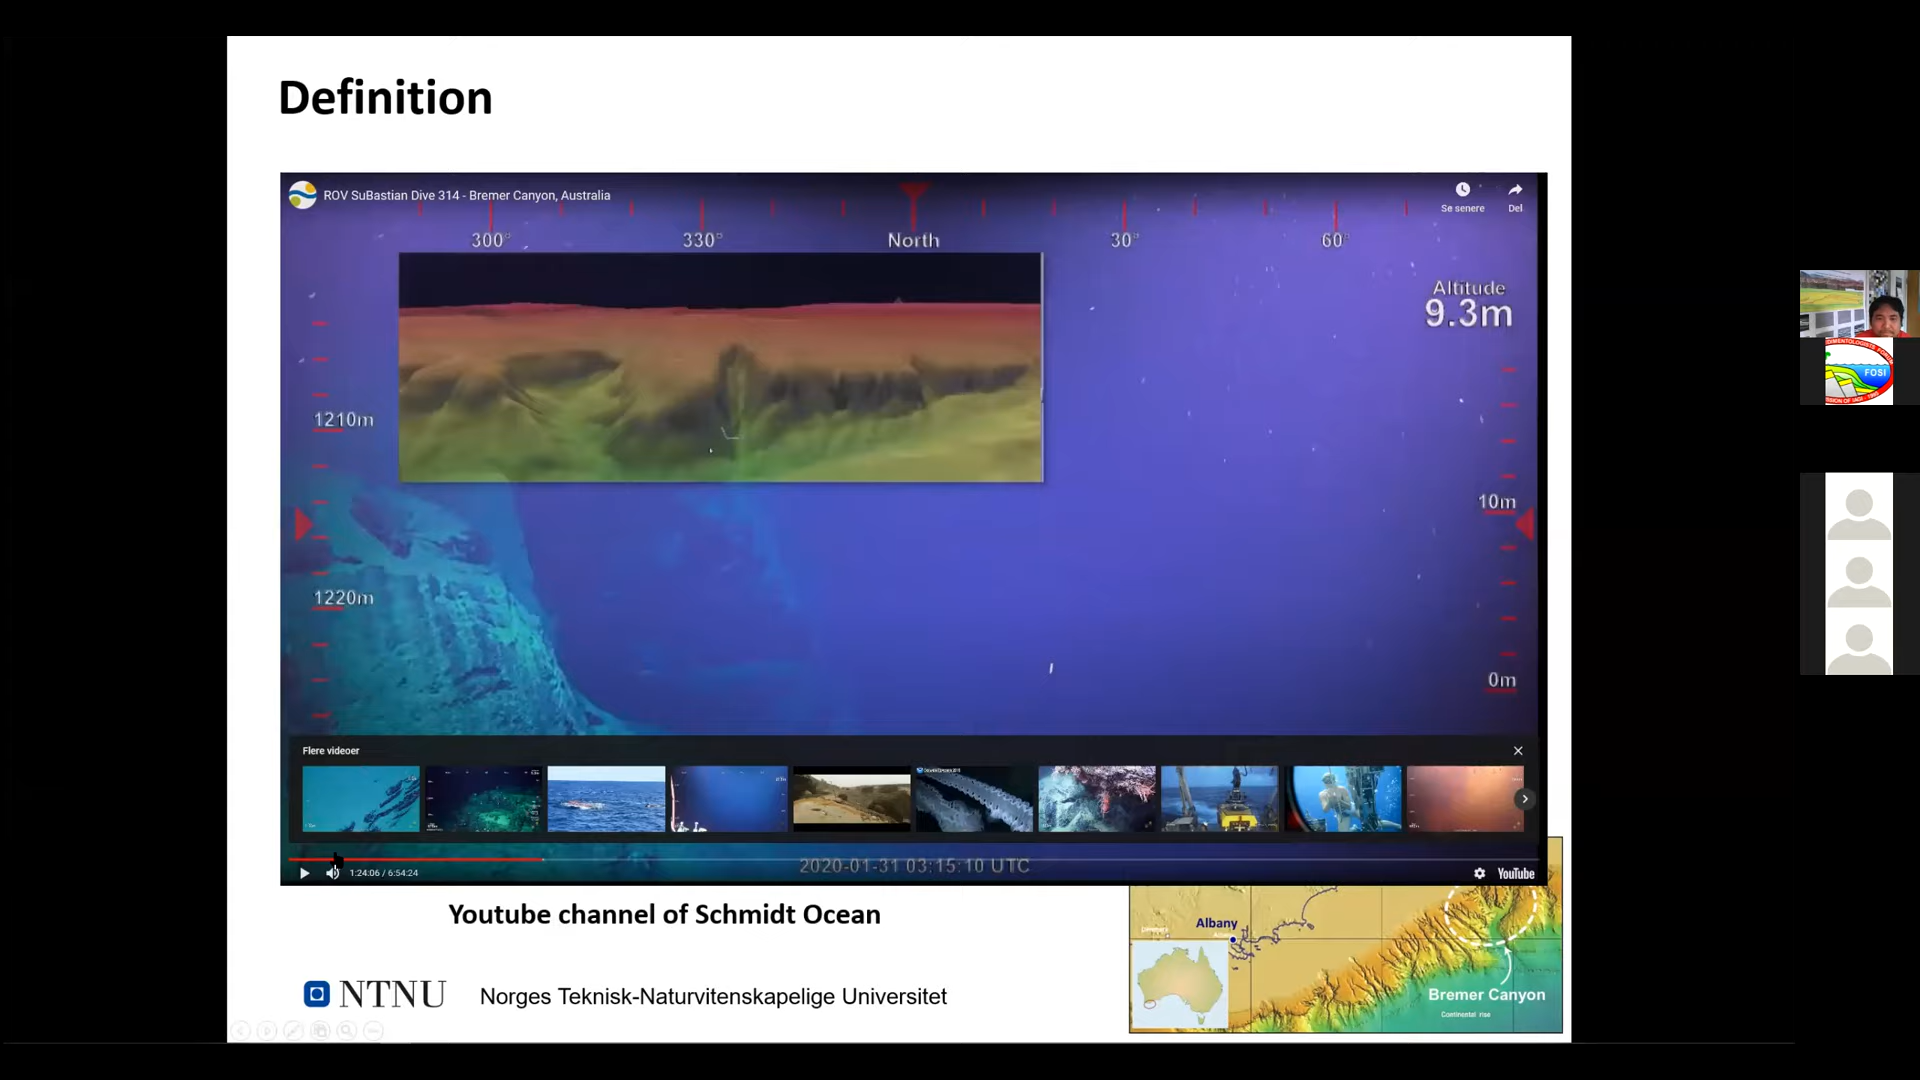 Definition
ROV SuBastian Dive 314 - Bremer Canyon, Australia
Se senere
Del
300°
330°
North
30°
60°
Altitude
9.3m
1210m
10m
1220m
0m
Flere videoer
2020-01-31 03:15:10 UTC
1:24:06 / 6:54:24
YouTube
Youtube channel of Schmidt Ocean
Albany
Bremer Canyon
Continental rise
NTNU
Norges Teknisk-Naturvitenskapelige Universitet
FOSI